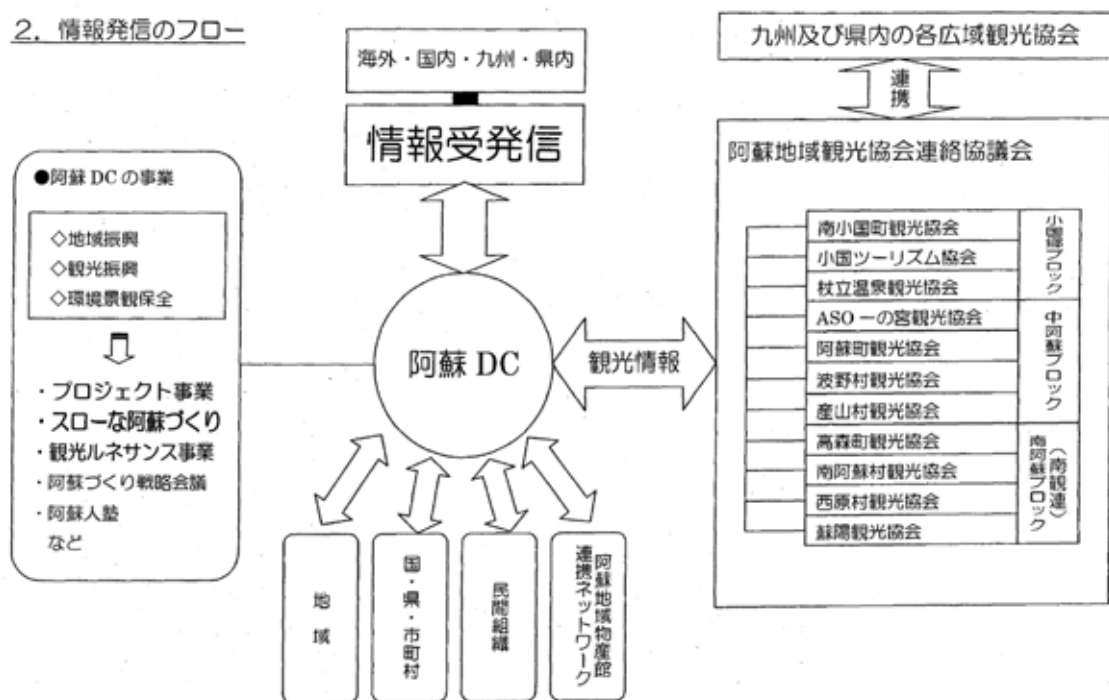 2. 情報発信のフロー
海外・国内・九州・県内
情報受発信
九州及び県内の各広域観光協会
連携
阿蘇地域観光協会連絡協議会
南小国町観光協会
小国ツーリズム協会
杖立温泉観光協会
ASO一の宮観光協会
阿蘇町観光協会
波野村観光協会
産山村観光協会
高森町観光協会
南阿蘇村観光協会
西原村観光協会
蘇陽観光協会
小国郷ブロック
中阿蘇ブロック
(南観連)
南阿蘇ブロック
●阿蘇DCの事業
◇地域振興
◇観光振興
◇環境景観保全
・プロジェクト事業
・スローな阿蘇づくり
・観光ルネサンス事業
・阿蘇づくり戦略会議
・阿蘇人塾
など
阿蘇DC
観光情報
地域
国・県・市町村
民間組織
阿蘇地域物産館
連携ネットワーク